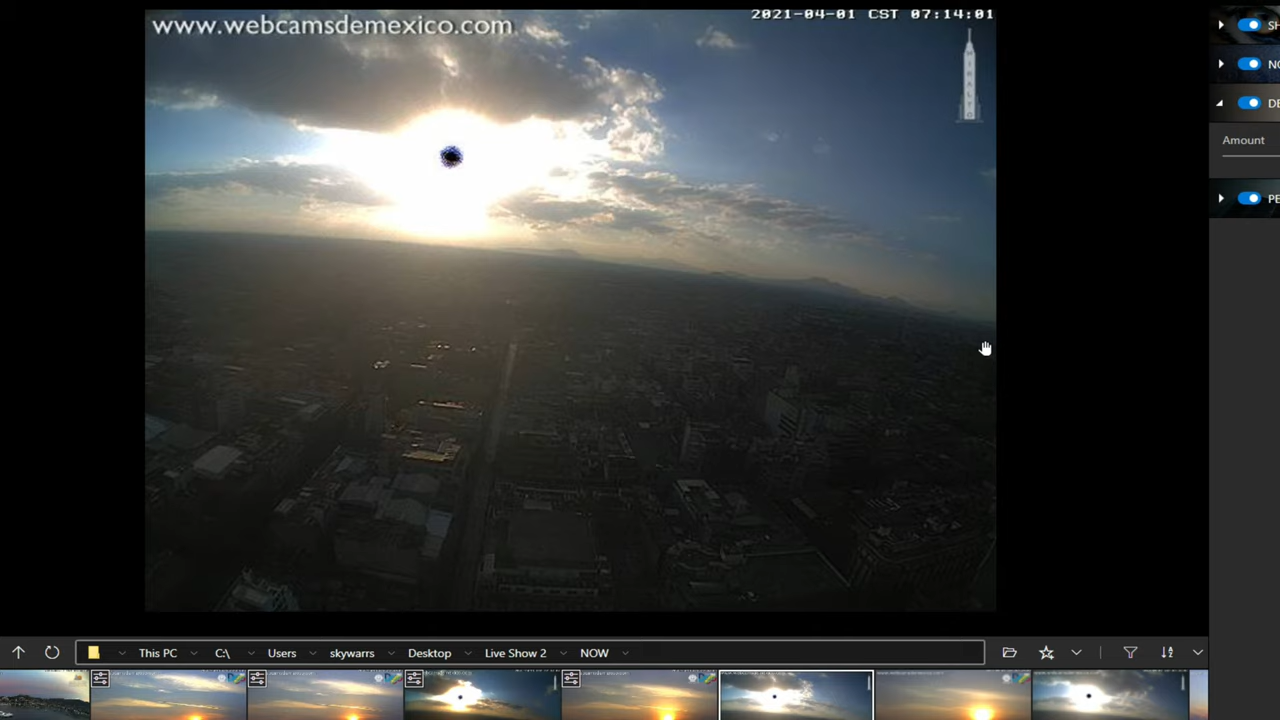 www.webcamsdemexico.com
2021-04-01 CST 07:14:01
MIRALTO
Amount
This PC
C:\
Users
skywarrs
Desktop
Live Show 2
NOW